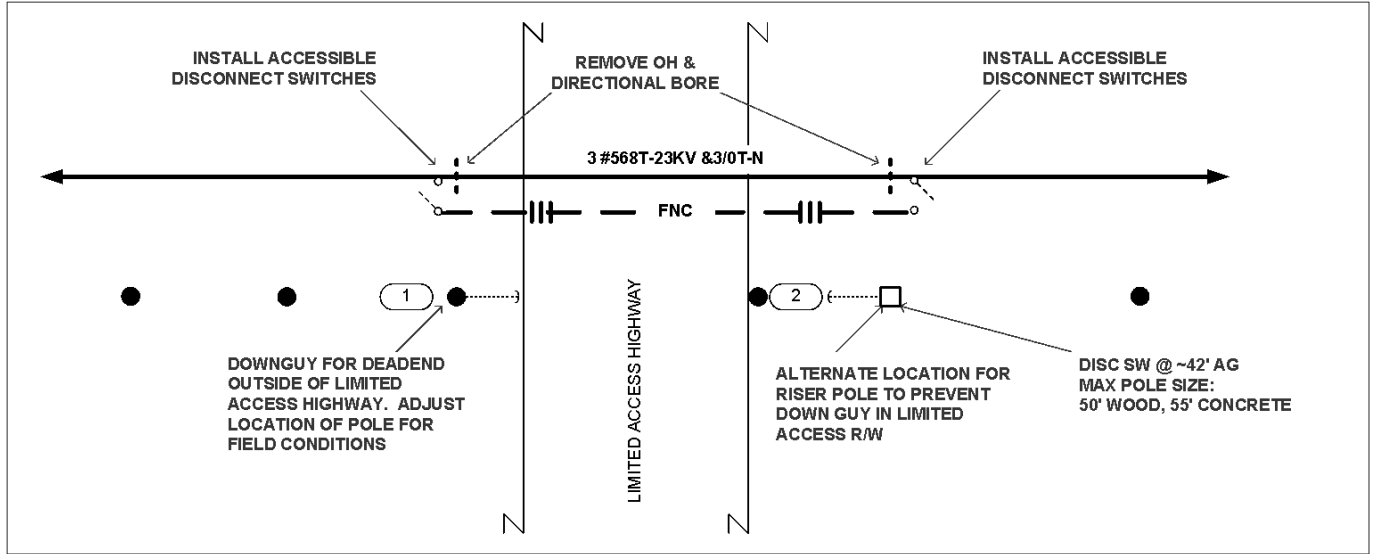 INSTALL ACCESSIBLE
DISCONNECT SWITCHES
REMOVE OH &
DIRECTIONAL BORE
INSTALL ACCESSIBLE
DISCONNECT SWITCHES
3 #568T-23KV &3/0T-N
FNC
1
2
LIMITED ACCESS HIGHWAY
DOWNGUY FOR DEADEND
OUTSIDE OF LIMITED
ACCESS HIGHWAY. ADJUST
LOCATION OF POLE FOR
FIELD CONDITIONS
ALTERNATE LOCATION FOR
RISER POLE TO PREVENT
DOWN GUY IN LIMITED
ACCESS R/W
DISC SW @ ~42' AG
MAX POLE SIZE:
50' WOOD, 55' CONCRETE